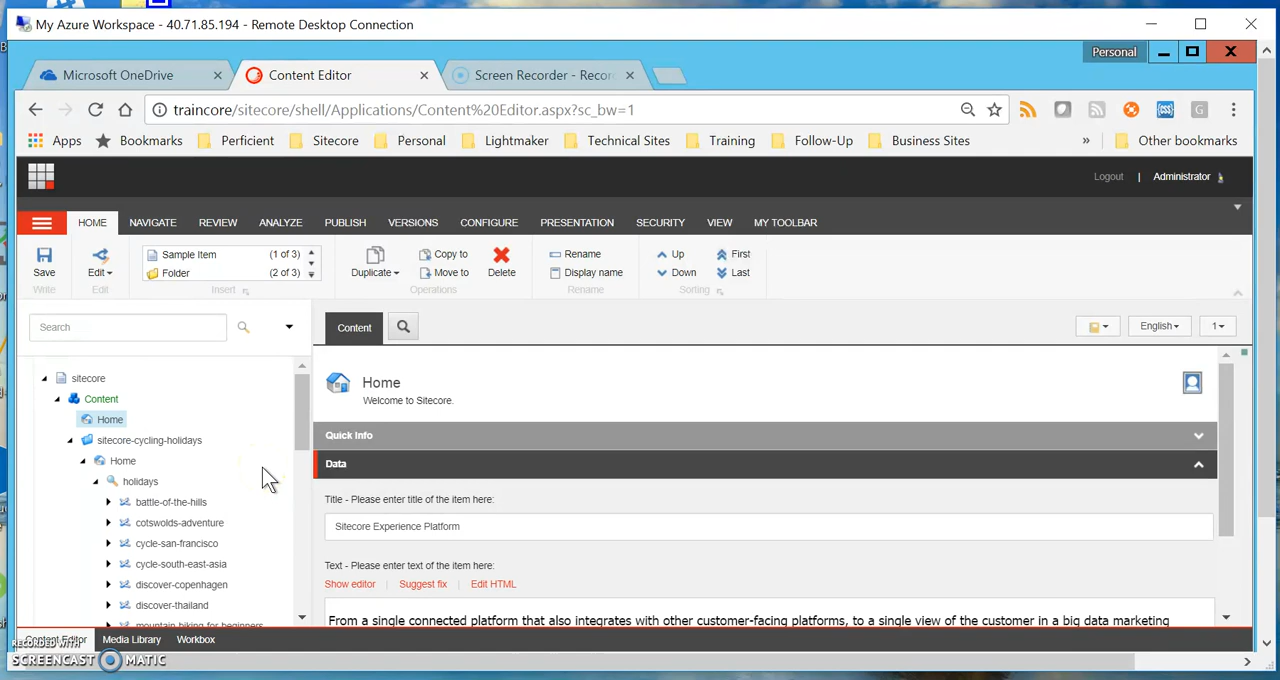 My Azure Workspace - 40.71.85.194 - Remote Desktop Connection
Personal
Microsoft OneDrive
Content Editor
Screen Recorder - Recor
traincore/sitecore/shell/Applications/Content%20Editor.aspx?sc_bw=1
Apps
Bookmarks
Perficient
Sitecore
Personal
Lightmaker
Technical Sites
Training
Follow-Up
Business Sites
»
Other bookmarks
Logout | Administrator
HOME
NAVIGATE
REVIEW
ANALYZE
PUBLISH
VERSIONS
CONFIGURE
PRESENTATION
SECURITY
VIEW
MY TOOLBAR
Save
Write
Edit
Edit
Sample Item (1 of 3)
Folder (2 of 3)
Insert
Duplicate
Copy to
Move to
Delete
Operations
Rename
Display name
Rename
Up
Down
First
Last
Sorting
Search
Content
English
1
sitecore
Content
Home
sitecore-cycling-holidays
Home
holidays
battle-of-the-hills
cotswolds-adventure
cycle-san-francisco
cycle-south-east-asia
discover-copenhagen
discover-thailand
mountain-biking-for-beginners
Home
Welcome to Sitecore.
Quick Info
Data
Title - Please enter title of the item here:
Sitecore Experience Platform
Text - Please enter text of the item here:
Show editor
Suggest fix
Edit HTML
From a single connected platform that also integrates with other customer-facing platforms, to a single view of the customer in a big data marketing
Content Editor
Media Library
Workbox
RECORDED WITH
SCREENCAST MATIC